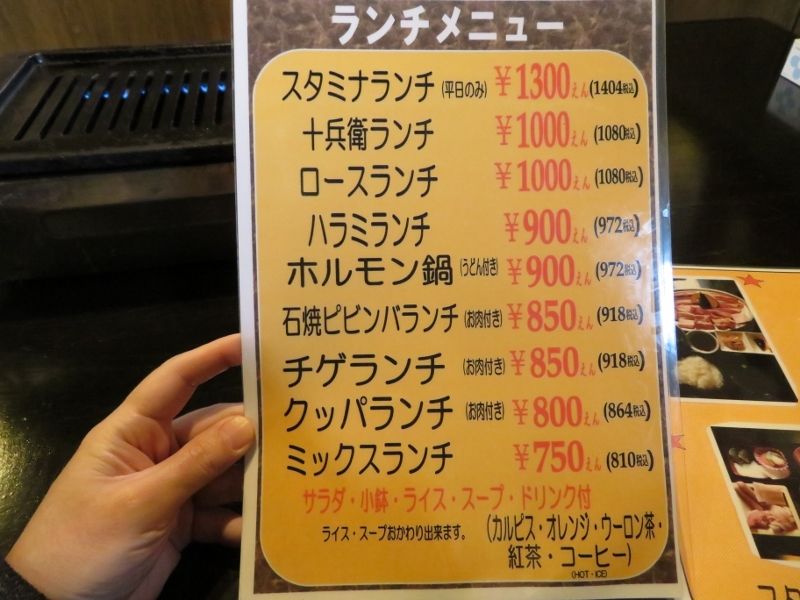 ランチメニュー
スタミナランチ (平日のみ) ¥1300えん (1404税込)
十兵衛ランチ ¥1000えん (1080税込)
ロースランチ ¥1000えん (1080税込)
ハラミランチ ¥900えん (972税込)
ホルモン鍋 (うどん付き) ¥900えん (972税込)
石焼ピビンバランチ (お肉付き) ¥850えん (918税込)
チゲランチ (お肉付き) ¥850えん (918税込)
クッパランチ (お肉付き) ¥800えん (864税込)
ミックスランチ ¥750えん (810税込)
サラダ・小鉢・ライス・スープ・ドリンク付
ライス・スープおかわり出来ます。 (カルピス・オレンジ・ウーロン茶・
紅茶・コーヒー)
(HOT・ICE)
スタ